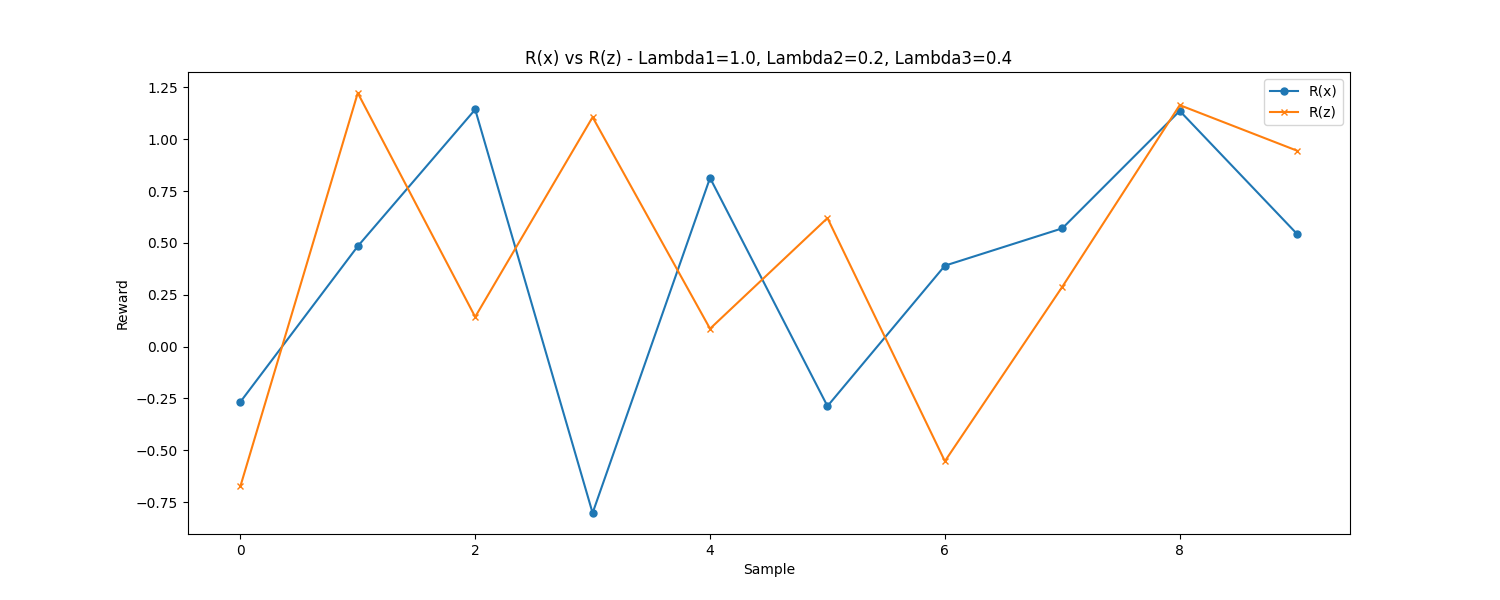 R(x) vs R(z) - Lambda1=1.0, Lambda2=0.2, Lambda3=0.4
R(x)
R(z)
Reward
1.25
1.00
0.75
0.50
0.25
0.00
−0.25
−0.50
−0.75
0 2 4 6 8
Sample